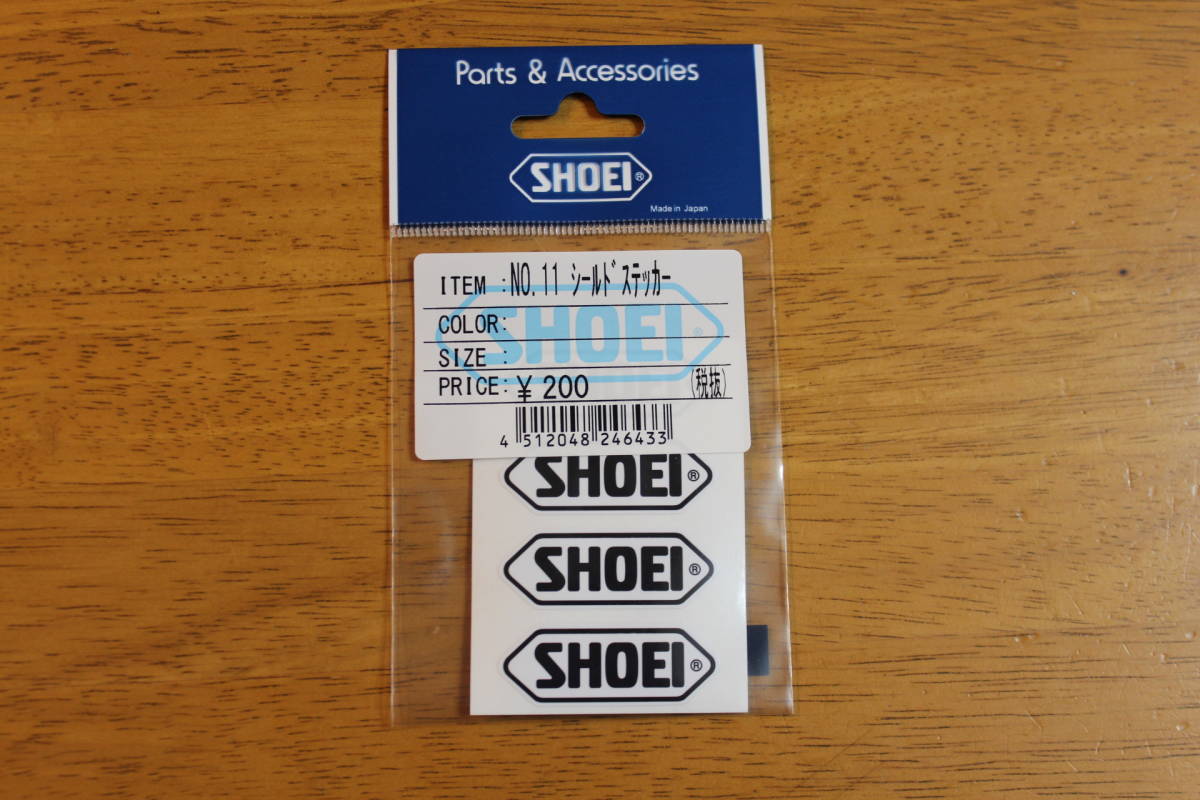 Parts & Accessories
SHOEI®
Made in Japan
ITEM :NO.11 シールドステッカー
COLOR:
SIZE :
PRICE:¥200 (税抜)
SHOEI®
4 512048 246433
SHOEI®
SHOEI®
SHOEI®